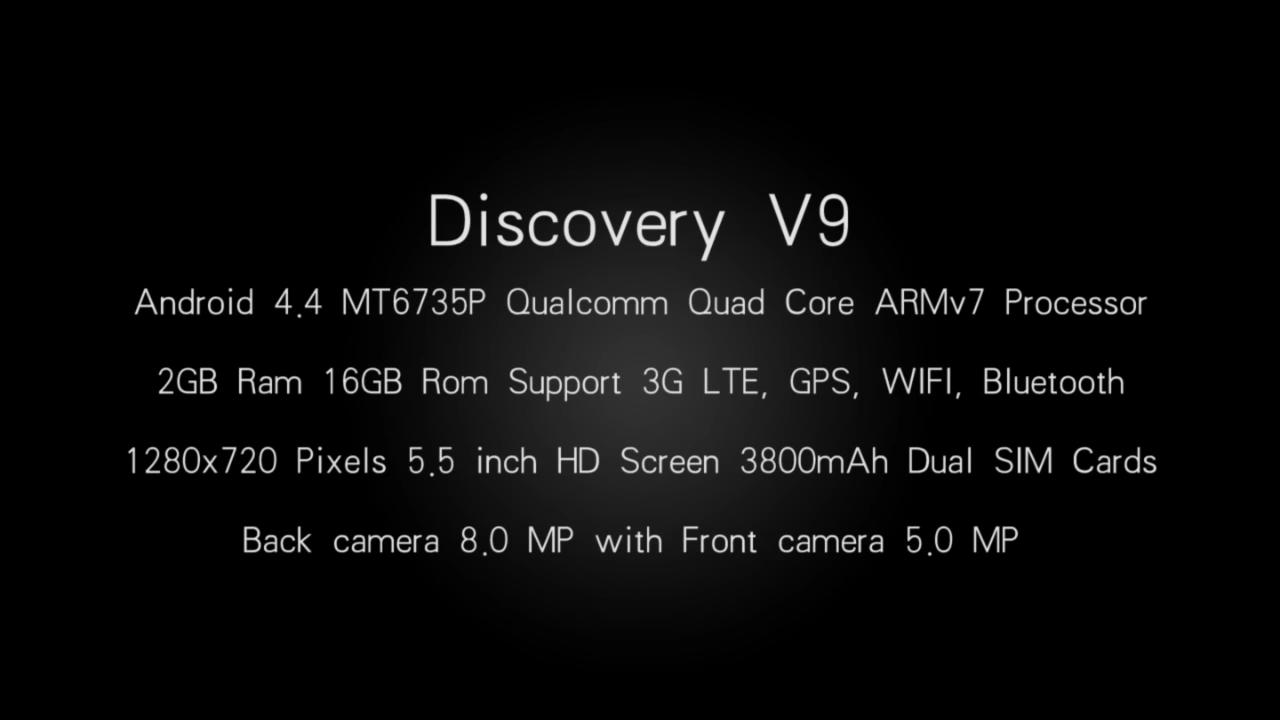 Discovery V9
Android 4.4 MT6735P Qualcomm Quad Core ARMv7 Processor
2GB Ram 16GB Rom Support 3G LTE, GPS, WIFI, Bluetooth
1280x720 Pixels 5.5 inch HD Screen 3800mAh Dual SIM Cards
Back camera 8.0 MP with Front camera 5.0 MP